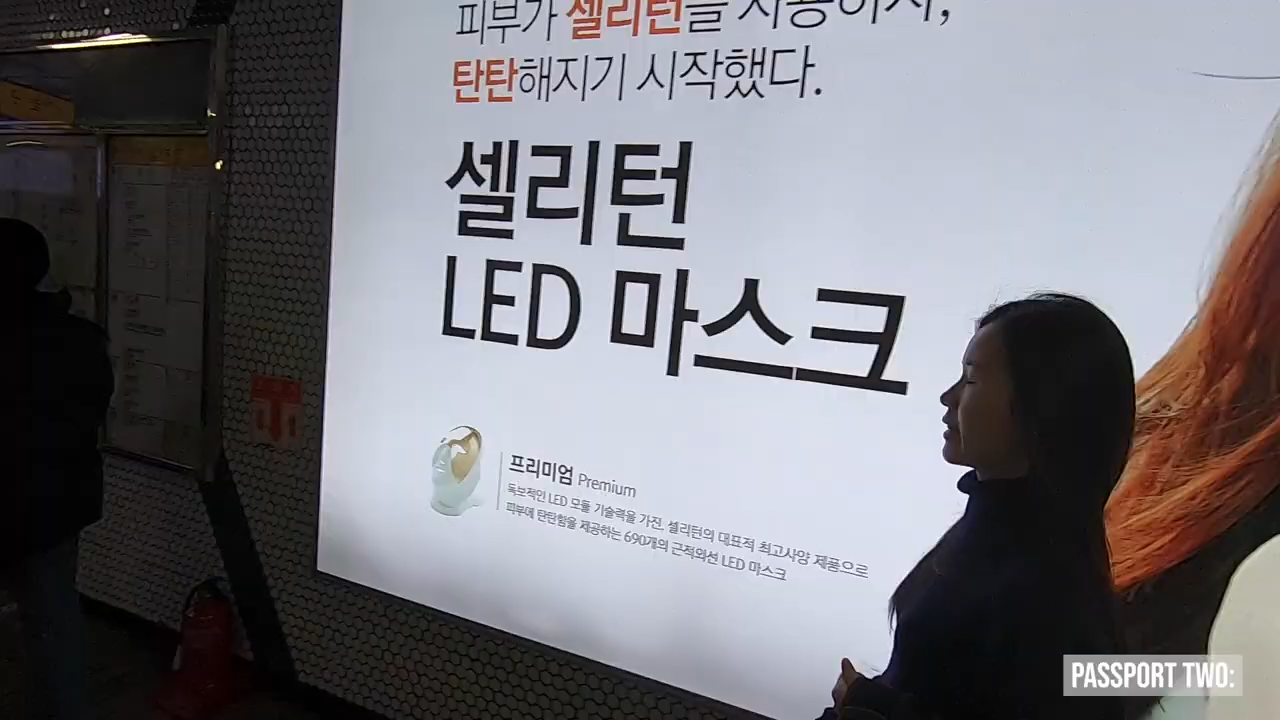 피부가 셀리턴을 사용하자,
탄탄해지기 시작했다.
셀리턴
LED 마스크
프리미엄 Premium
독보적인 LED 모듈 기술력을 가진, 셀리턴의 대표적 최고사양 제품으로
피부에 탄탄함을 제공하는 690개의 근적외선 LED 마스크
PASSPORT TWO: